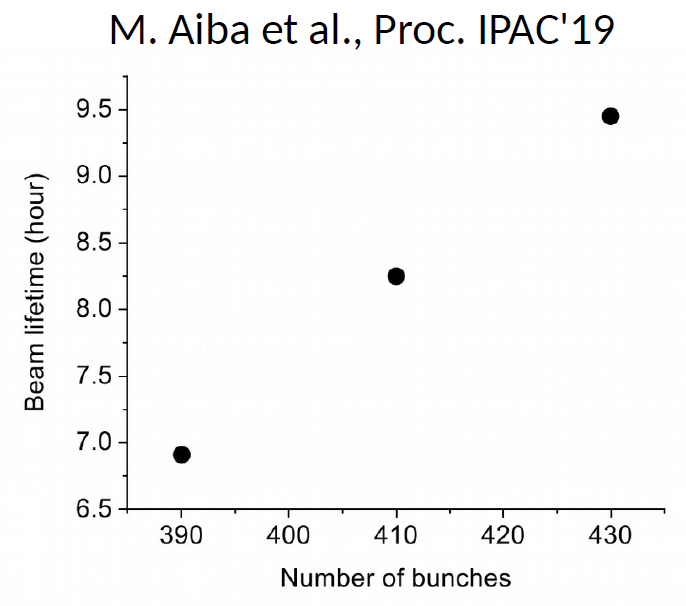 M. Aiba et al., Proc. IPAC'19
Beam lifetime (hour)
9.5
9.0
8.5
8.0
7.5
7.0
6.5
390 400 410 420 430
Number of bunches